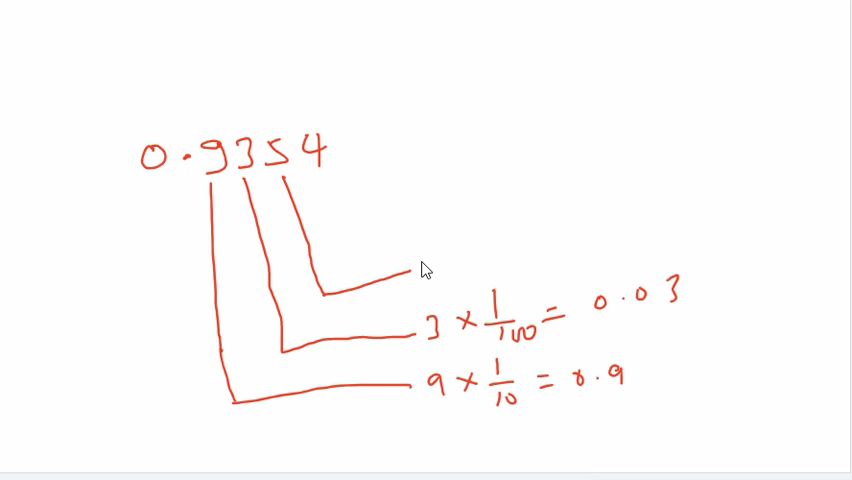 0.9354
3 × 1/100 = 0.03
9 × 1/10 = 0.9